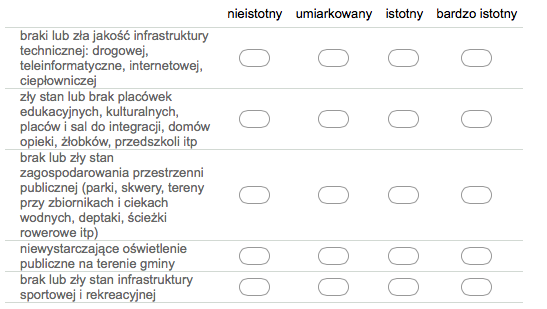 nieistotny umiarkowany istotny bardzo istotny
braki lub zła jakość infrastruktury
technicznej: drogowej,
teleinformatyczne, internetowej,
ciepłowniczej
zły stan lub brak placówek
edukacyjnych, kulturalnych,
placów i sal do integracji, domów
opieki, żłobków, przedszkoli itp
brak lub zły stan
zagospodarowania przestrzenni
publicznej (parki, skwery, tereny
przy zbiornikach i ciekach
wodnych, deptaki, ścieżki
rowerowe itp)
niewystarczające oświetlenie
publiczne na terenie gminy
brak lub zły stan infrastruktury
sportowej i rekreacyjnej